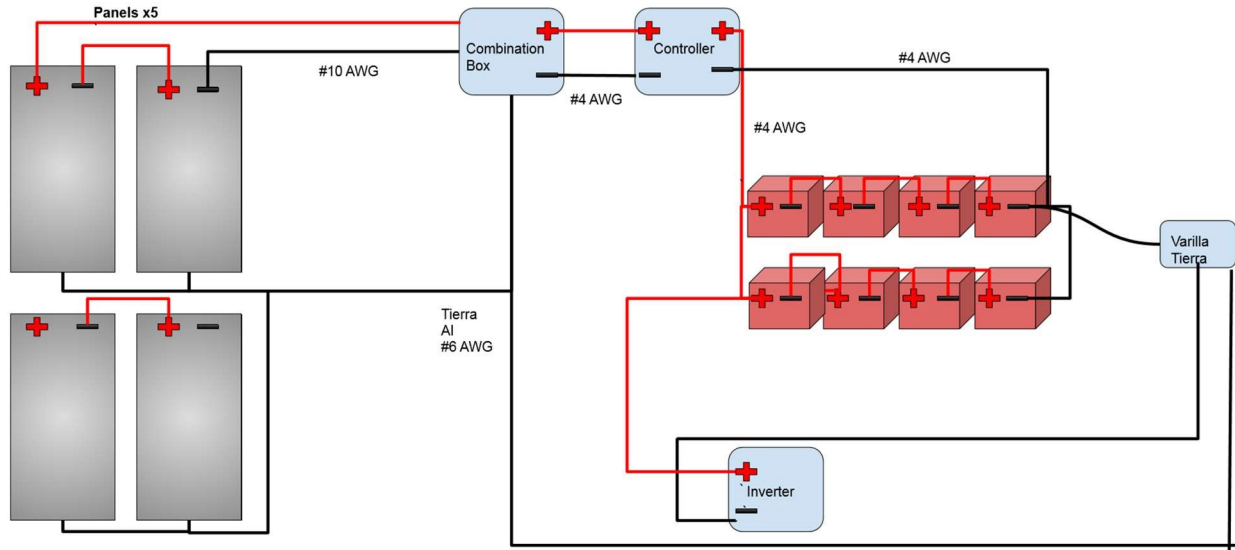 Panels x5
Combination
Box
Controller
#10 AWG
#4 AWG
#4 AWG
#4 AWG
Varilla
Tierra
Tierra
Al
#6 AWG
Inverter